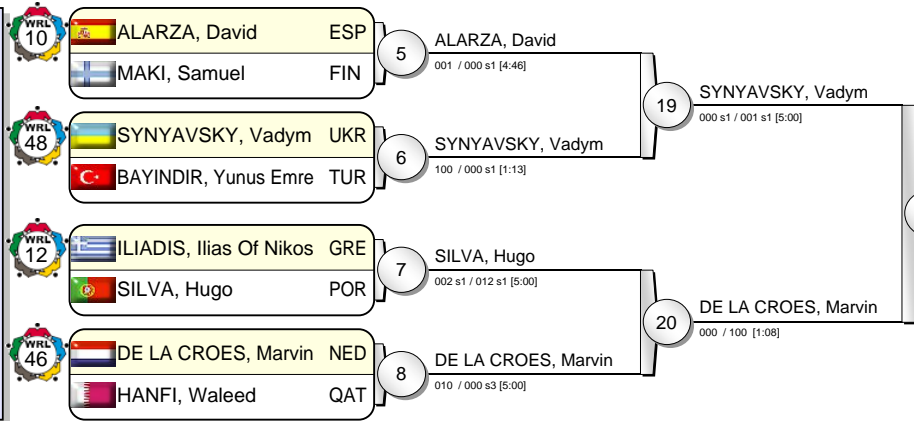 WRL
10
ALARZA, David ESP
MAKI, Samuel FIN
5
ALARZA, David
001 / 000 s1 [4:46]
WRL
48
SYNYAVSKY, Vadym UKR
BAYINDIR, Yunus Emre TUR
6
SYNYAVSKY, Vadym
100 / 000 s1 [1:13]
19
SYNYAVSKY, Vadym
000 s1 / 001 s1 [5:00]
WRL
12
ILIADIS, Ilias Of Nikos GRE
SILVA, Hugo POR
7
SILVA, Hugo
002 s1 / 012 s1 [5:00]
WRL
46
DE LA CROES, Marvin NED
HANFI, Waleed QAT
8
DE LA CROES, Marvin
010 / 000 s3 [5:00]
20
DE LA CROES, Marvin
000 / 100 [1:08]